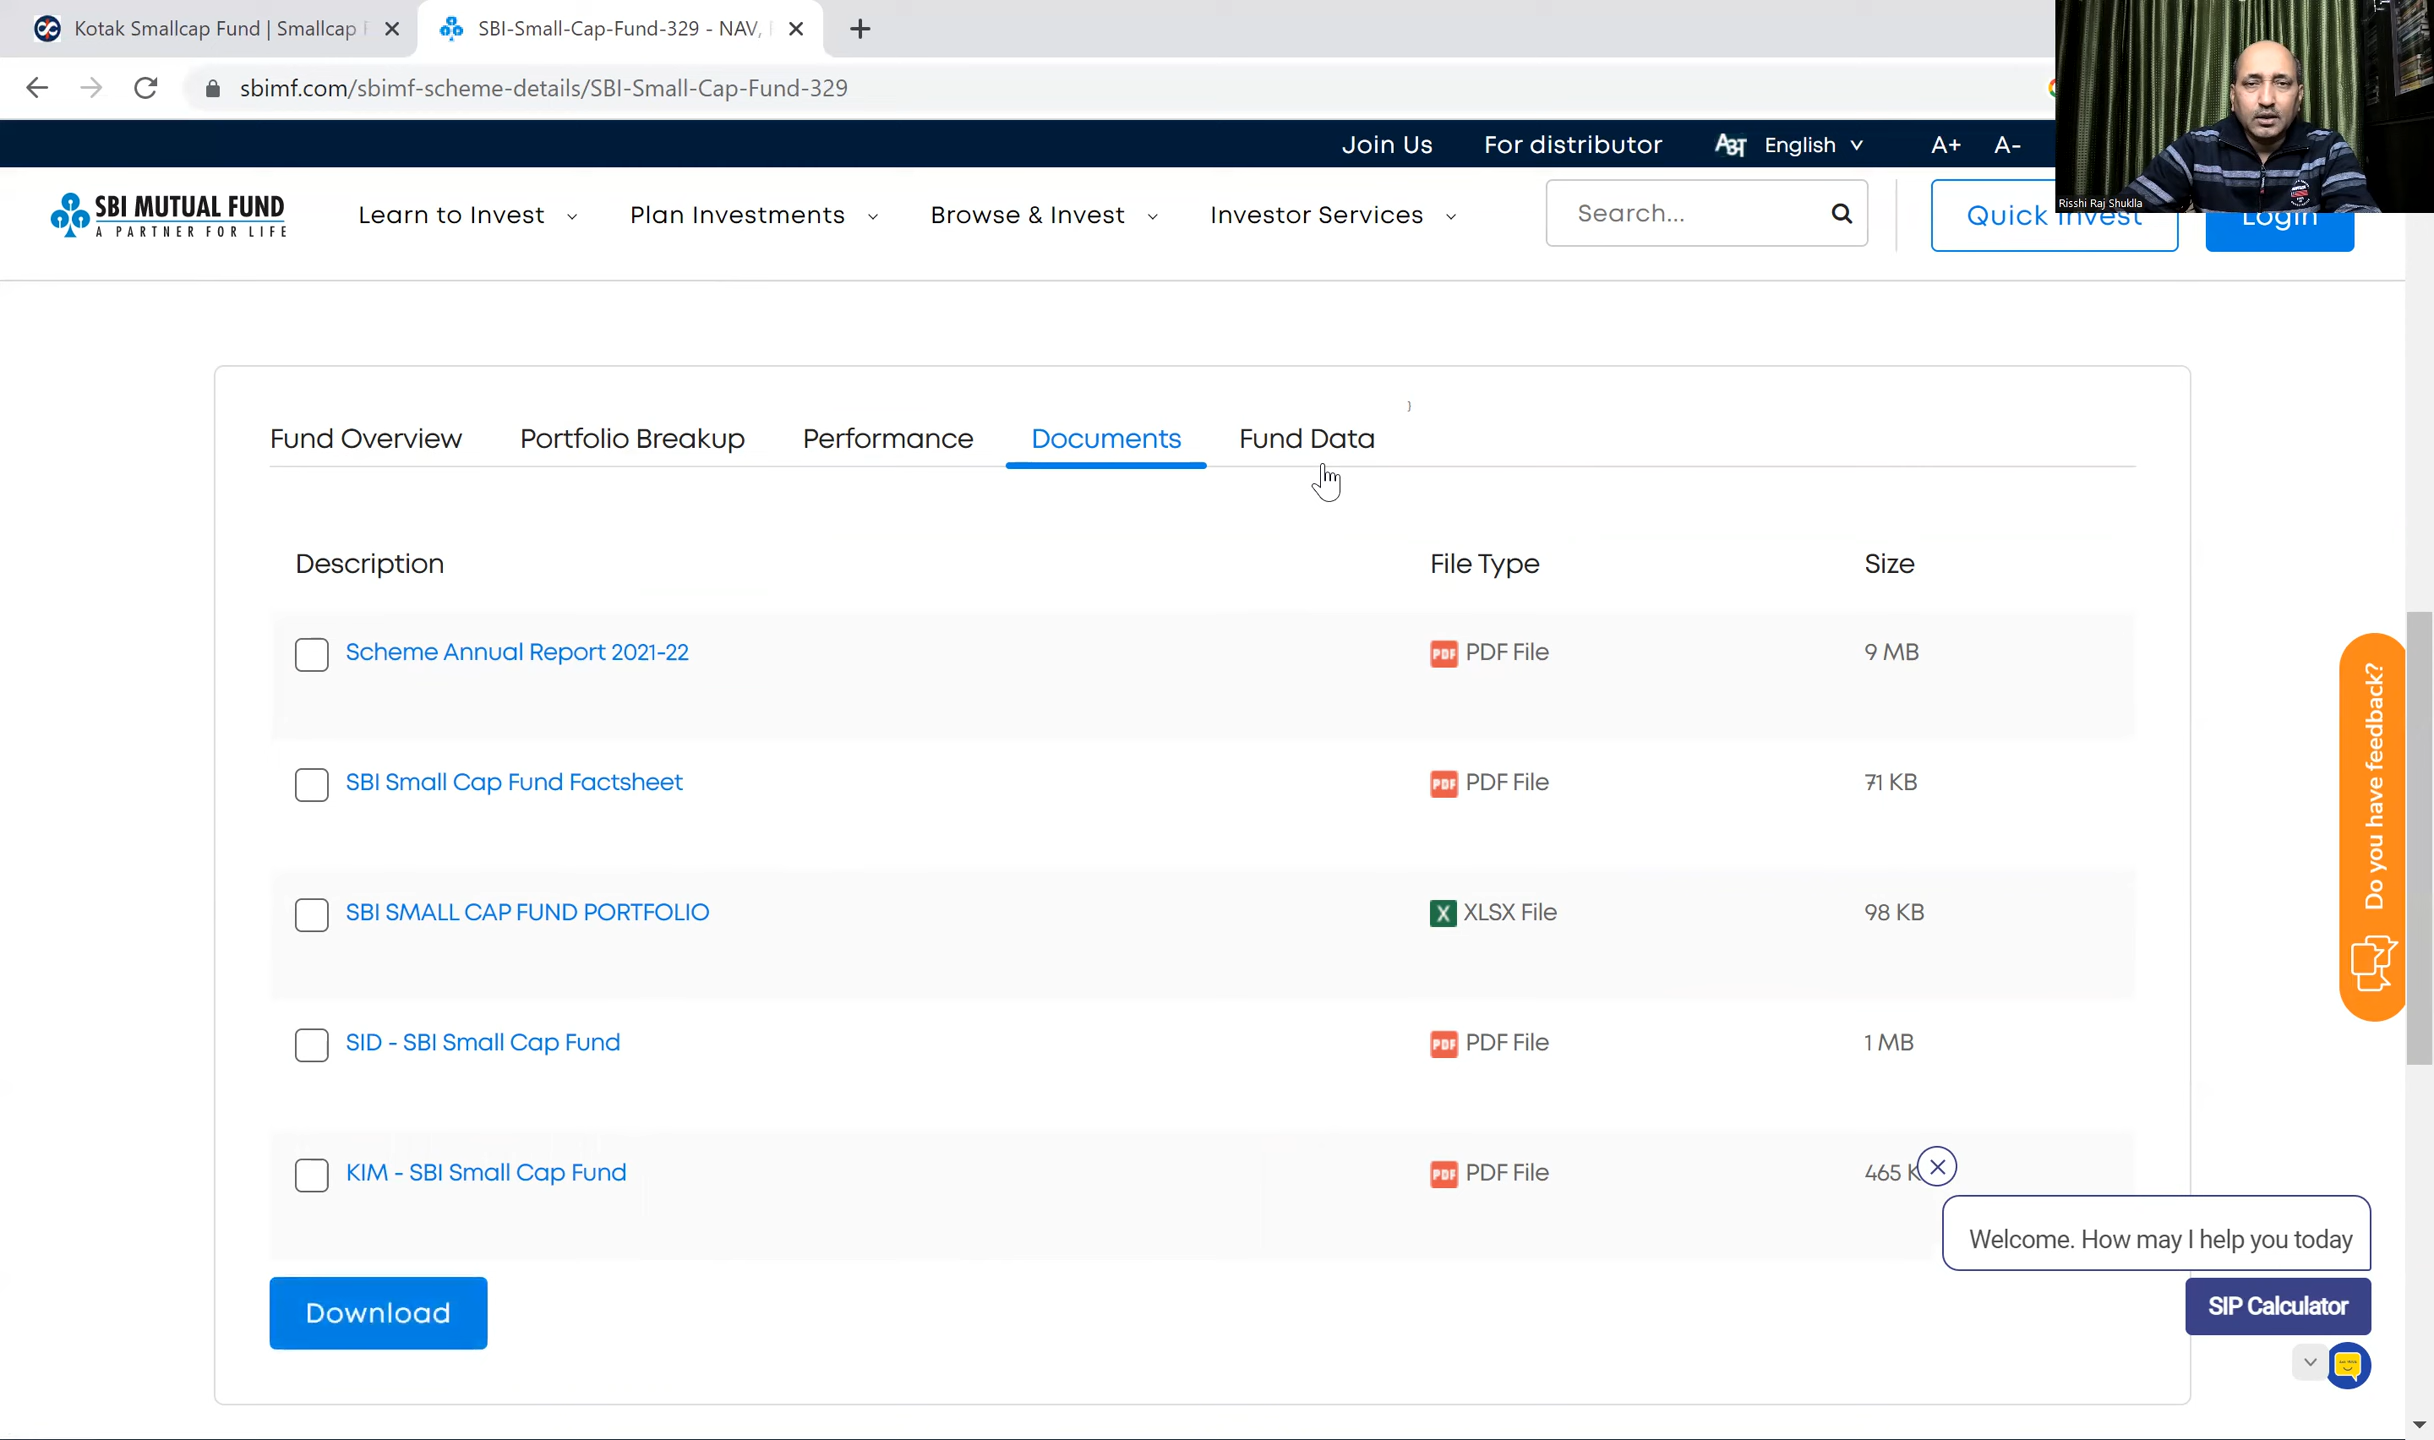 Kotak Smallcap Fund | Smallcap
SBI-Small-Cap-Fund-329 - NAV,
sbimf.com/sbimf-scheme-details/SBI-Small-Cap-Fund-329
Join Us
For distributor
English
A+
A-
SBI MUTUAL FUND
A PARTNER FOR LIFE
Learn to Invest
Plan Investments
Browse & Invest
Investor Services
Search...
Quick Invest
Login
Risshi Raj Shuklla
Fund Overview
Portfolio Breakup
Performance
Documents
Fund Data
Description
File Type
Size
Scheme Annual Report 2021-22
PDF
PDF File
9 MB
SBI Small Cap Fund Factsheet
PDF
PDF File
71 KB
SBI SMALL CAP FUND PORTFOLIO
X
XLSX File
98 KB
SID - SBI Small Cap Fund
PDF
PDF File
1 MB
KIM - SBI Small Cap Fund
PDF
PDF File
465 K
Do you have feedback?
Welcome. How may I help you today
Download
SIP Calculator